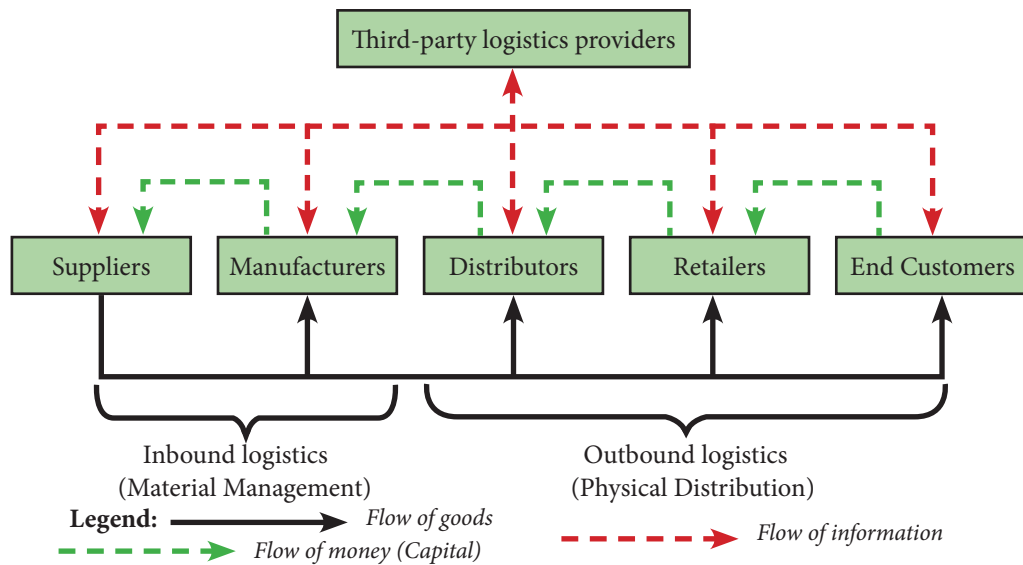 Third-party logistics providers
Suppliers
Manufacturers
Distributors
Retailers
End Customers
Inbound logistics
(Material Management)
Outbound logistics
(Physical Distribution)
Legend:
Flow of goods
Flow of money (Capital)
Flow of information